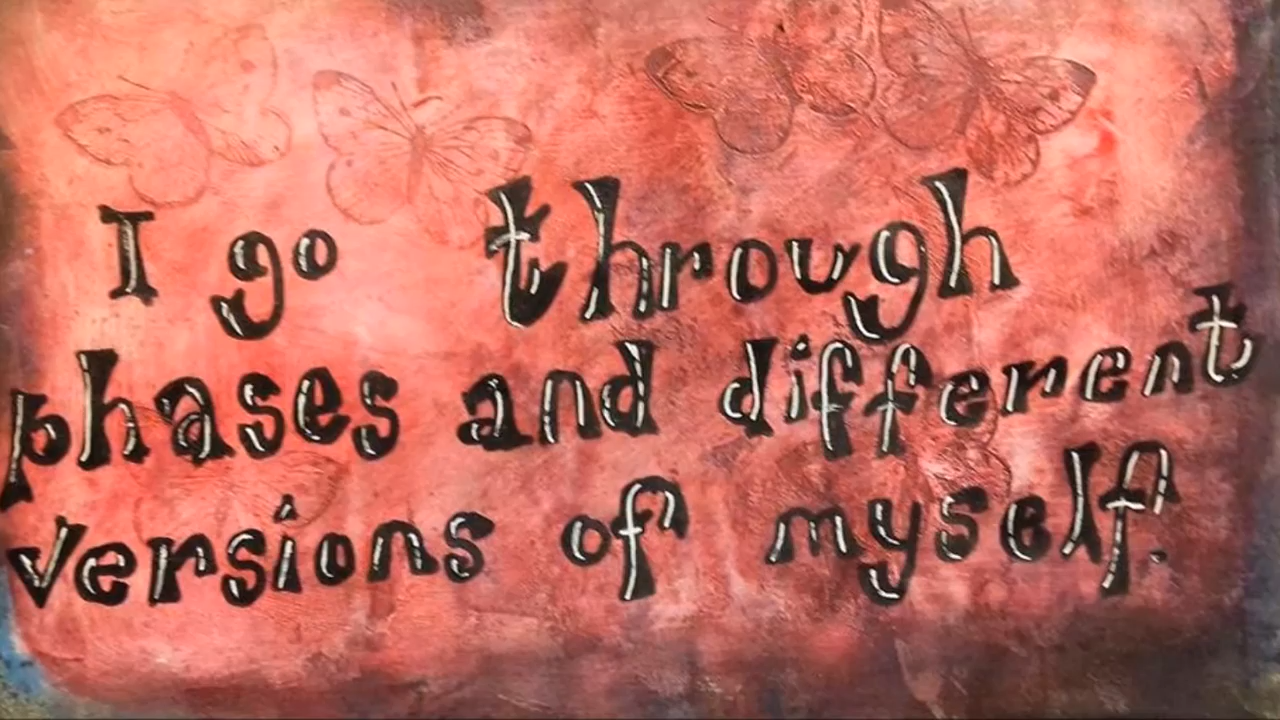 I go through
phases and different
versions of myself.